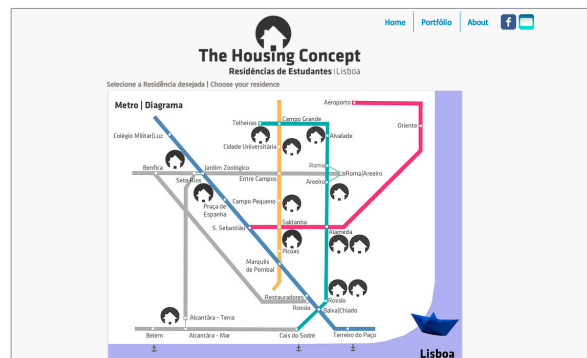 Home
Portfólio
About
The Housing Concept
Residências de Estudantes | Lisboa
Selecione a Residência desejada | Choose your residence
Metro | Diagrama
Aeroporto
Telheiras
Campo Grande
Oriente
Colégio Militar|Luz
Alvalade
Cidade Universitária
Benfica
Jardim Zoológico
Roma
Sete Rios
Entre Campos
Roma|Areeiro
Areeiro
Praça de
Espanha
Campo Pequeno
S. Sebastião
Saldanha
Alameda
Picoas
Marquês
de Pombal
Restauradores
Rossio
Rossio
Baixa|Chiado
Alcantâra - Terra
Belem
Alcantâra - Mar
Cais do Sodré
Terreiro do Paço
Lisboa